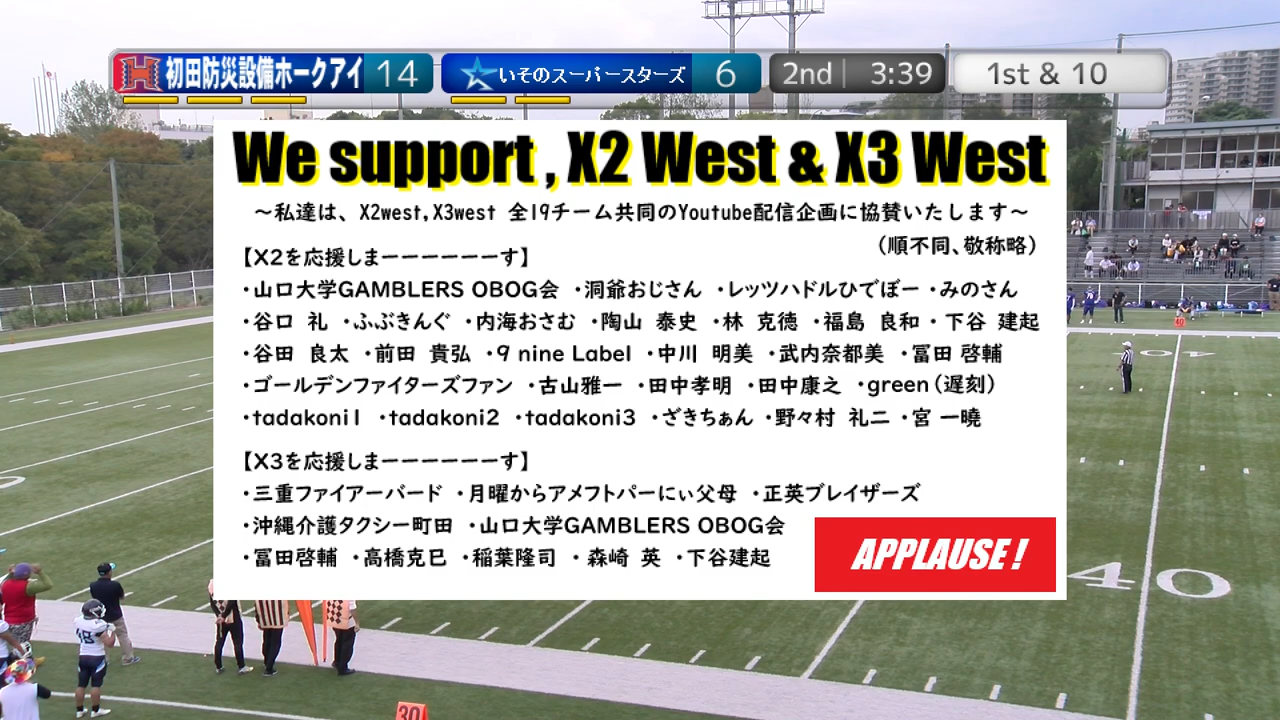 初田防災設備ホークアイ 14 いそのスーパースターズ 6 2nd 3:39 1st & 10
We support , X2 West & X3 West
～私達は、X2west,X3west 全19チーム共同のYoutube配信企画に協賛いたします～
（順不同、敬称略）
【X2を応援しまーーーーーーす】
・山口大学GAMBLERS OBOG会 ・洞爺おじさん ・レッツハドルひでぼー ・みのさん
・谷口 礼 ・ふぶきんぐ ・内海おさむ ・陶山 泰史 ・林 克徳 ・福島 良和 ・下谷 建起
・谷田 良太 ・前田 貴弘 ・9 nine Label ・中川 明美 ・武内奈都美 ・冨田 啓輔
・ゴールデンファイターズファン ・古山雅一 ・田中孝明 ・田中康之 ・green（遅刻）
・tadakoni1 ・tadakoni2 ・tadakoni3 ・ざきちぁん ・野々村 礼二 ・宮 一曉
【X3を応援しまーーーーーーす】
・三重ファイアーバード ・月曜からアメフトパーにぃ父母 ・正英ブレイザーズ
・沖縄介護タクシー町田 ・山口大学GAMBLERS OBOG会
・冨田啓輔 ・高橋克巳 ・稲葉隆司 ・森崎 英 ・下谷建起
APPLAUSE!
40
40
18
30